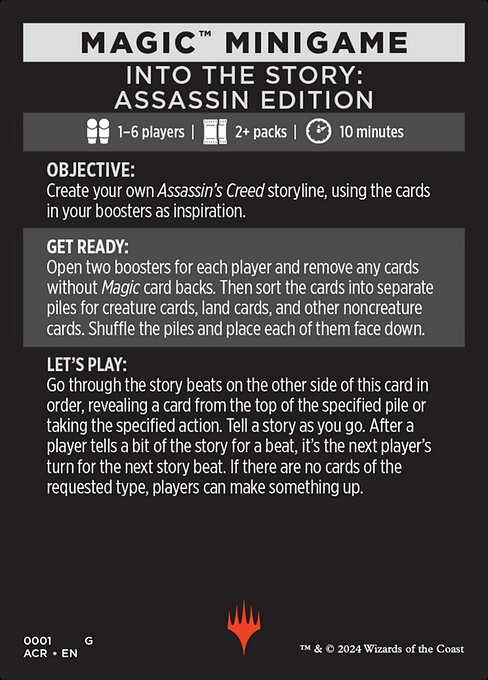 MAGIC™ MINIGAME
INTO THE STORY:
ASSASSIN EDITION
1–6 players | 2+ packs | 10 minutes
OBJECTIVE:
Create your own Assassin's Creed storyline, using the cards
in your boosters as inspiration.
GET READY:
Open two boosters for each player and remove any cards
without Magic card backs. Then sort the cards into separate
piles for creature cards, land cards, and other noncreature
cards. Shuffle the piles and place each of them face down.
LET'S PLAY:
Go through the story beats on the other side of this card in
order, revealing a card from the top of the specified pile or
taking the specified action. Tell a story as you go. After a
player tells a bit of the story for a beat, it's the next player's
turn for the next story beat. If there are no cards of the
requested type, players can make something up.
0001 G
ACR • EN
™ & © 2024 Wizards of the Coast